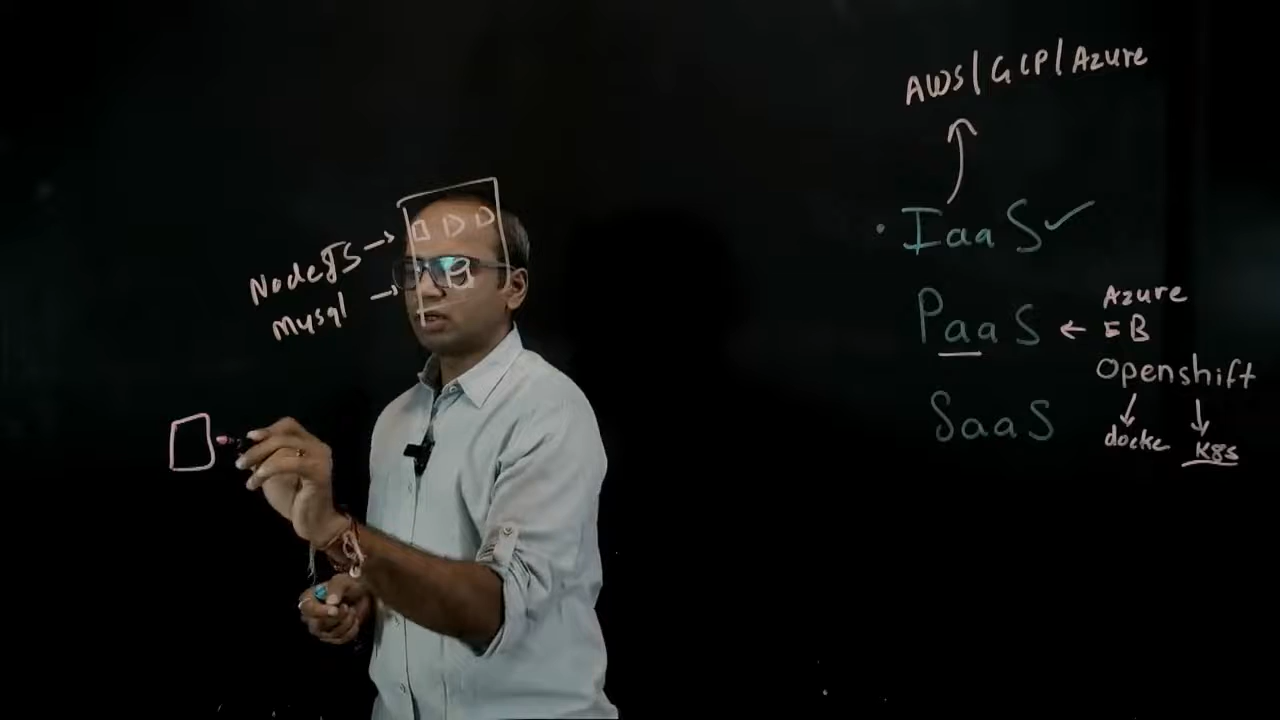 AWS/GCP/Azure
IaaS
NodeJS
Mysql
PaaS
Azure
EB
Openshift
SaaS
docke
K8s